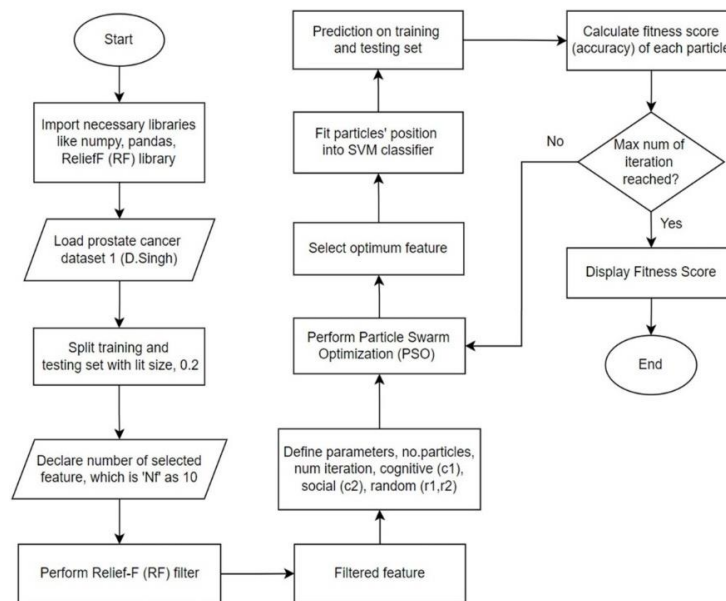 Start
Import necessary libraries
like numpy, pandas,
ReliefF (RF) library
Load prostate cancer
dataset 1 (D.Singh)
Split training and
testing set with lit size, 0.2
Declare number of selected
feature, which is 'Nf' as 10
Perform Relief-F (RF) filter
Filtered feature
Define parameters, no.particles,
num iteration, cognitive (c1),
social (c2), random (r1,r2)
Perform Particle Swarm
Optimization (PSO)
Select optimum feature
Fit particles' position
into SVM classifier
Prediction on training
and testing set
Calculate fitness score
(accuracy) of each particle
Max num of
iteration
reached?
No
Yes
Display Fitness Score
End